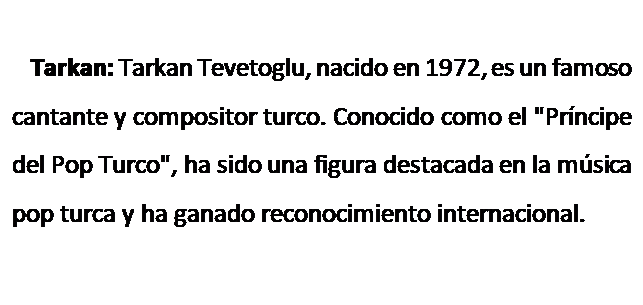 Tarkan: Tarkan Tevetoglu, nacido en 1972, es un famoso
cantante y compositor turco. Conocido como el "Príncipe
del Pop Turco", ha sido una figura destacada en la música
pop turca y ha ganado reconocimiento internacional.